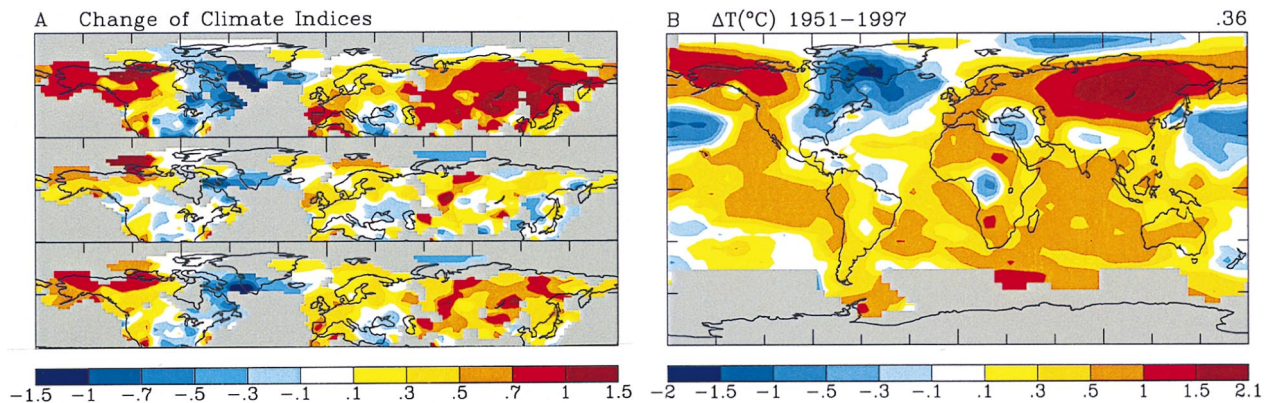 A Change of Climate Indices
-1.5 -1 -.7 -.5 -.3 -.1 .1 .3 .5 .7 1 1.5
B ΔT(°C) 1951-1997 .36
-2 -1.5 -1 -.5 -.3 -.1 .1 .3 .5 1 1.5 2.1